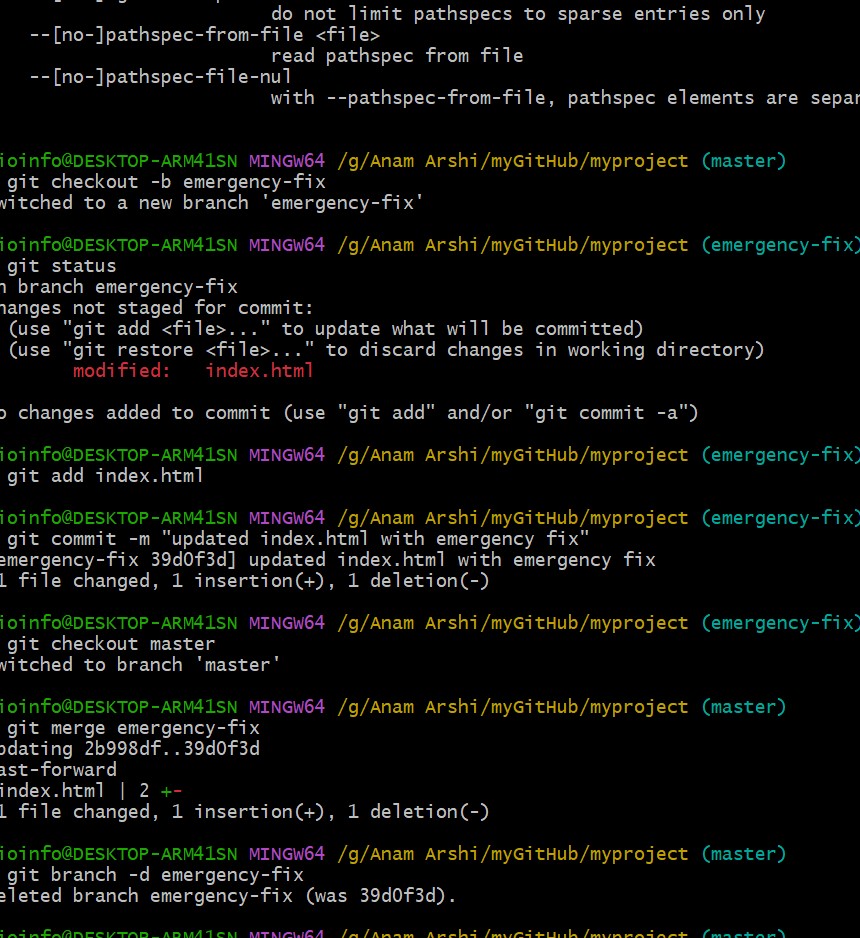 do not limit pathspecs to sparse entries only
--[no-]pathspec-from-file <file>
read pathspec from file
--[no-]pathspec-file-nul
with --pathspec-from-file, pathspec elements are separ
ioinfo@DESKTOP-ARM41SN MINGW64 /g/Anam Arshi/myGitHub/myproject (master)
git checkout -b emergency-fix
witched to a new branch 'emergency-fix'
ioinfo@DESKTOP-ARM41SN MINGW64 /g/Anam Arshi/myGitHub/myproject (emergency-fix)
git status
n branch emergency-fix
hanges not staged for commit:
(use "git add <file>..." to update what will be committed)
(use "git restore <file>..." to discard changes in working directory)
modified: index.html
o changes added to commit (use "git add" and/or "git commit -a")
ioinfo@DESKTOP-ARM41SN MINGW64 /g/Anam Arshi/myGitHub/myproject (emergency-fix)
git add index.html
ioinfo@DESKTOP-ARM41SN MINGW64 /g/Anam Arshi/myGitHub/myproject (emergency-fix)
git commit -m "updated index.html with emergency fix"
emergency-fix 39d0f3d] updated index.html with emergency fix
1 file changed, 1 insertion(+), 1 deletion(-)
ioinfo@DESKTOP-ARM41SN MINGW64 /g/Anam Arshi/myGitHub/myproject (emergency-fix)
git checkout master
witched to branch 'master'
ioinfo@DESKTOP-ARM41SN MINGW64 /g/Anam Arshi/myGitHub/myproject (master)
git merge emergency-fix
pdating 2b998df..39d0f3d
ast-forward
index.html | 2 +-
1 file changed, 1 insertion(+), 1 deletion(-)
ioinfo@DESKTOP-ARM41SN MINGW64 /g/Anam Arshi/myGitHub/myproject (master)
git branch -d emergency-fix
eleted branch emergency-fix (was 39d0f3d).
ioinfo@DESKTOP-ARM41SN MINGW64 /g/Anam Arshi/myGitHub/myproject (master)